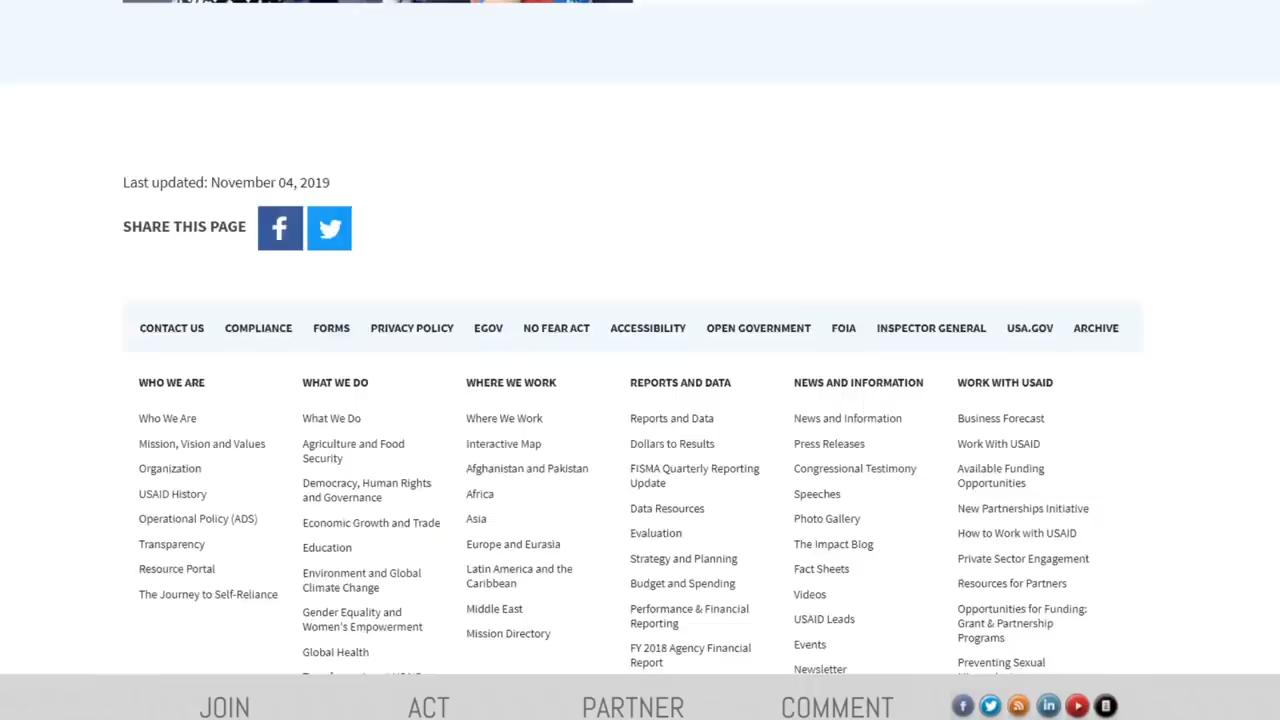 Last updated: November 04, 2019
SHARE THIS PAGE
CONTACT US COMPLIANCE FORMS PRIVACY POLICY EGOV NO FEAR ACT ACCESSIBILITY OPEN GOVERNMENT FOIA INSPECTOR GENERAL USA.GOV ARCHIVE
WHO WE ARE
Who We Are
Mission, Vision and Values
Organization
USAID History
Operational Policy (ADS)
Transparency
Resource Portal
The Journey to Self-Reliance
WHAT WE DO
What We Do
Agriculture and Food
Security
Democracy, Human Rights
and Governance
Economic Growth and Trade
Education
Environment and Global
Climate Change
Gender Equality and
Women's Empowerment
Global Health
WHERE WE WORK
Where We Work
Interactive Map
Afghanistan and Pakistan
Africa
Asia
Europe and Eurasia
Latin America and the
Caribbean
Middle East
Mission Directory
REPORTS AND DATA
Reports and Data
Dollars to Results
FISMA Quarterly Reporting
Update
Data Resources
Evaluation
Strategy and Planning
Budget and Spending
Performance & Financial
Reporting
FY 2018 Agency Financial
Report
NEWS AND INFORMATION
News and Information
Press Releases
Congressional Testimony
Speeches
Photo Gallery
The Impact Blog
Fact Sheets
Videos
USAID Leads
Events
Newsletter
WORK WITH USAID
Business Forecast
Work With USAID
Available Funding
Opportunities
New Partnerships Initiative
How to Work with USAID
Private Sector Engagement
Resources for Partners
Opportunities for Funding:
Grant & Partnership
Programs
Preventing Sexual
JOIN ACT PARTNER COMMENT